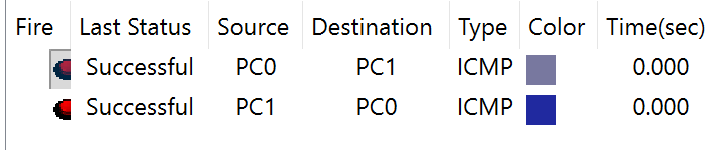 Fire Last Status Source Destination Type Color Time(sec)
Successful PC0 PC1 ICMP 0.000
Successful PC1 PC0 ICMP 0.000